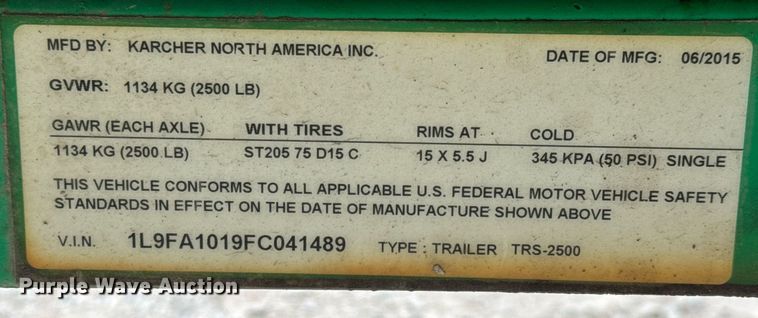 MFD BY: KARCHER NORTH AMERICA INC.
DATE OF MFG: 06/2015
GVWR: 1134 KG (2500 LB)
GAWR (EACH AXLE) WITH TIRES RIMS AT COLD
1134 KG (2500 LB) ST205 75 D15 C 15 X 5.5 J 345 KPA (50 PSI) SINGLE
THIS VEHICLE CONFORMS TO ALL APPLICABLE U.S. FEDERAL MOTOR VEHICLE SAFETY
STANDARDS IN EFFECT ON THE DATE OF MANUFACTURE SHOWN ABOVE
V.I.N. 1L9FA1019FC041489 TYPE: TRAILER TRS-2500
Purple Wave Auction